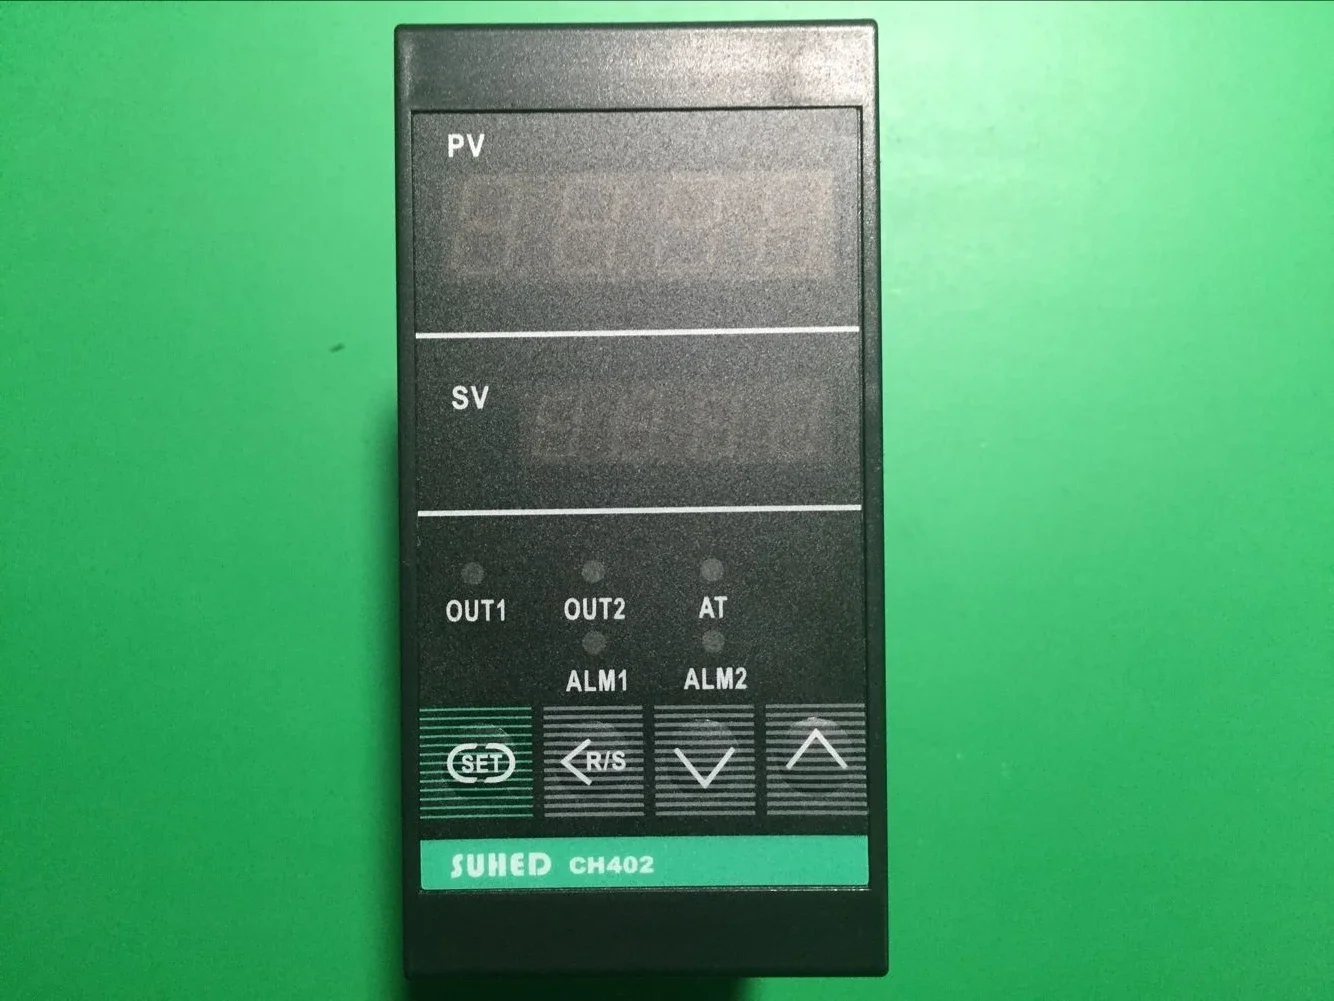 PV
SV
OUT1 OUT2 AT
ALM1 ALM2
SET <R/S
SUHED CH402